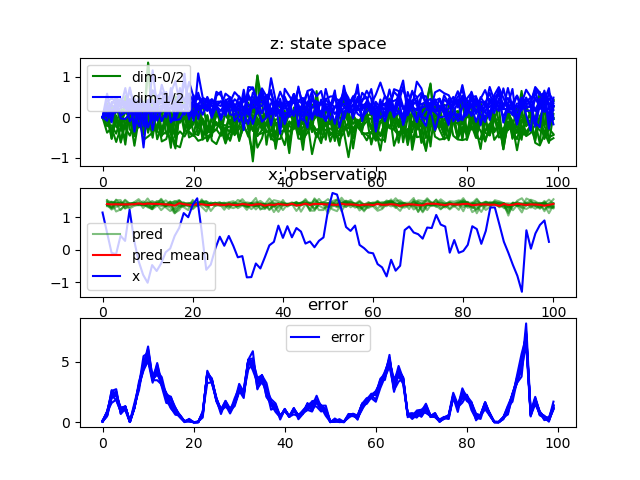 z: state space
1
0
−1
dim-0/2
dim-1/2
0 20 40 60 80 100
x: observation
1
0
−1
pred
pred_mean
x
0 20 40 60 80 100
error
5
0
error
0 20 40 60 80 100